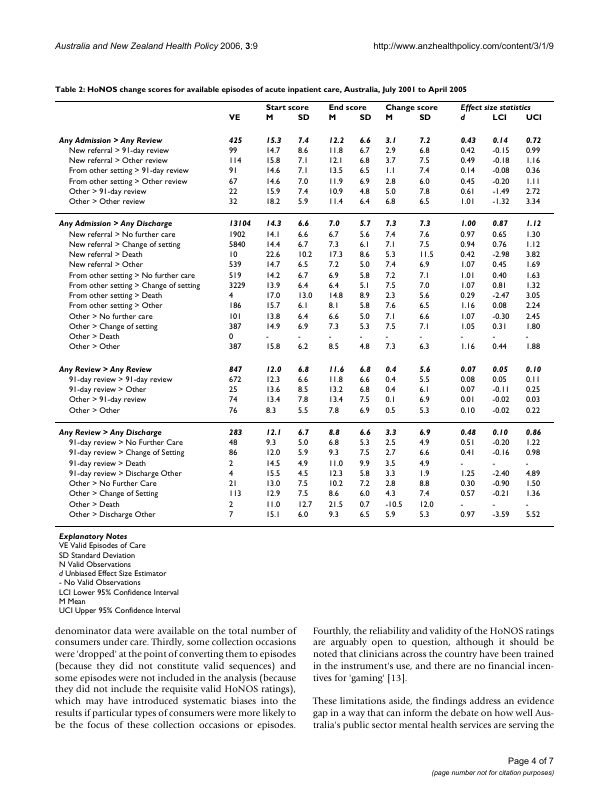 Australia and New Zealand Health Policy 2006, 3:9 http://www.anzhealthpolicy.com/content/3/1/9
Table 2: HoNOS change scores for available episodes of acute inpatient care, Australia, July 2001 to April 2005
Start score End score Change score Effect size statistics
VE M SD M SD M SD d LCI UCI
Any Admission > Any Review 425 15.3 7.4 12.2 6.6 3.1 7.2 0.43 0.14 0.72
New referral > 91-day review 99 14.7 8.6 11.8 6.7 2.9 6.8 0.42 -0.15 0.99
New referral > Other review 114 15.8 7.1 12.1 6.8 3.7 7.5 0.49 -0.18 1.16
From other setting > 91-day review 91 14.6 7.1 13.5 6.5 1.1 7.4 0.14 -0.08 0.36
From other setting > Other review 67 14.6 7.0 11.9 6.9 2.8 6.0 0.45 -0.20 1.11
Other > 91-day review 22 15.9 7.4 10.9 4.8 5.0 7.8 0.61 -1.49 2.72
Other > Other review 32 18.2 5.9 11.4 6.4 6.8 6.5 1.01 -1.32 3.34
Any Admission > Any Discharge 13104 14.3 6.6 7.0 5.7 7.3 7.3 1.00 0.87 1.12
New referral > No further care 1902 14.1 6.6 6.7 5.6 7.4 7.6 0.97 0.65 1.30
New referral > Change of setting 5840 14.4 6.7 7.3 6.1 7.1 7.5 0.94 0.76 1.12
New referral > Death 10 22.6 10.2 17.3 8.6 5.3 11.5 0.42 -2.98 3.82
New referral > Other 539 14.7 6.5 7.2 5.0 7.4 6.9 1.07 0.45 1.69
From other setting > No further care 519 14.2 6.7 6.9 5.8 7.2 7.1 1.01 0.40 1.63
From other setting > Change of setting 3229 13.9 6.4 6.4 5.1 7.5 7.0 1.07 0.81 1.32
From other setting > Death 4 17.0 13.0 14.8 8.9 2.3 5.6 0.29 -2.47 3.05
From other setting > Other 186 15.7 6.1 8.1 5.8 7.6 6.5 1.16 0.08 2.24
Other > No further care 101 13.8 6.4 6.6 5.0 7.1 6.6 1.07 -0.30 2.45
Other > Change of setting 387 14.9 6.9 7.3 5.3 7.5 7.1 1.05 0.31 1.80
Other > Death 0 - - - - - - - - -
Other > Other 387 15.8 6.2 8.5 4.8 7.3 6.3 1.16 0.44 1.88
Any Review > Any Review 847 12.0 6.8 11.6 6.8 0.4 5.6 0.07 0.05 0.10
91-day review > 91-day review 672 12.3 6.6 11.8 6.6 0.4 5.5 0.08 0.05 0.11
91-day review > Other 25 13.6 8.5 13.2 6.8 0.4 6.1 0.07 -0.11 0.25
Other > 91-day review 74 13.4 7.8 13.4 7.5 0.1 6.9 0.01 -0.02 0.03
Other > Other 76 8.3 5.5 7.8 6.9 0.5 5.3 0.10 -0.02 0.22
Any Review > Any Discharge 283 12.1 6.7 8.8 6.6 3.3 6.9 0.48 0.10 0.86
91-day review > No Further Care 48 9.3 5.0 6.8 5.3 2.5 4.9 0.51 -0.20 1.22
91-day review > Change of Setting 86 12.0 5.9 9.3 7.5 2.7 6.6 0.41 -0.16 0.98
91-day review > Death 2 14.5 4.9 11.0 9.9 3.5 4.9 - - -
91-day review > Discharge Other 4 15.5 4.5 12.3 5.8 3.3 1.9 1.25 -2.40 4.89
Other > No Further Care 21 13.0 7.5 10.2 7.2 2.8 8.8 0.30 -0.90 1.50
Other > Change of Setting 113 12.9 7.5 8.6 6.0 4.3 7.4 0.57 -0.21 1.36
Other > Death 2 11.0 12.7 21.5 0.7 -10.5 12.0 - - -
Other > Discharge Other 7 15.1 6.0 9.3 6.5 5.9 5.3 0.97 -3.59 5.52
Explanatory Notes
VE Valid Episodes of Care
SD Standard Deviation
N Valid Observations
d Unbiased Effect Size Estimator
- No Valid Observations
LCI Lower 95% Confidence Interval
M Mean
UCI Upper 95% Confidence Interval
denominator data were available on the total number of
consumers under care. Thirdly, some collection occasions
were 'dropped' at the point of converting them to episodes
(because they did not constitute valid sequences) and
some episodes were not included in the analysis (because
they did not include the requisite valid HoNOS ratings),
which may have introduced systematic biases into the
results if particular types of consumers were more likely to
be the focus of these collection occasions or episodes.
Fourthly, the reliability and validity of the HoNOS ratings
are arguably open to question, although it should be
noted that clinicians across the country have been trained
in the instrument's use, and there are no financial incen-
tives for 'gaming' [13].
These limitations aside, the findings address an evidence
gap in a way that can inform the debate on how well Aus-
tralia's public sector mental health services are serving the
Page 4 of 7
(page number not for citation purposes)